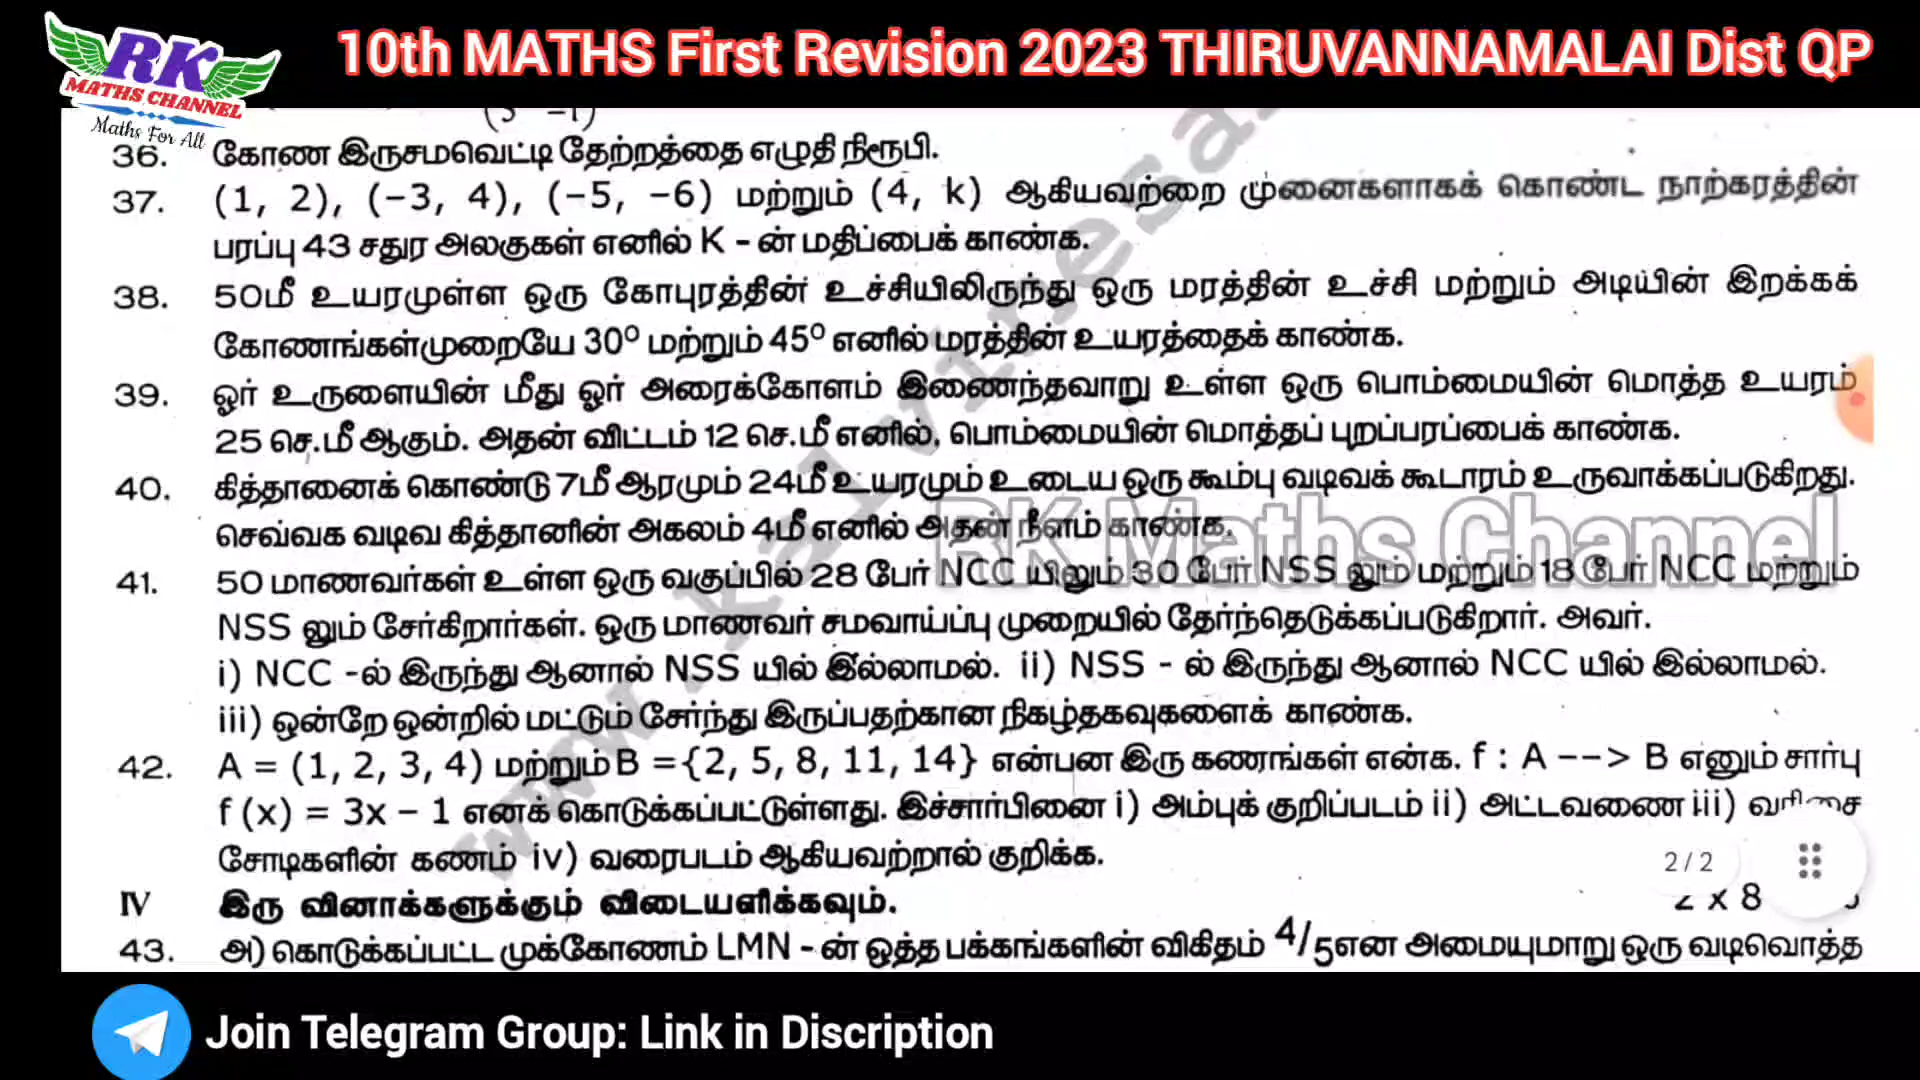 RK
MATHS CHANNEL
Maths For All
10th MATHS First Revision 2023 THIRUVANNAMALAI Dist QP
36. கோண இருசமவெட்டி தேற்றத்தை எழுதி நிரூபி.
37. (1, 2), (−3, 4), (−5, −6) மற்றும் (4, k) ஆகியவற்றை முனைகளாகக் கொண்ட நாற்கரத்தின்
பரப்பு 43 சதுர அலகுகள் எனில் K - ன் மதிப்பைக் காண்க.
38. 50மீ உயரமுள்ள ஒரு கோபுரத்தின் உச்சியிலிருந்து ஒரு மரத்தின் உச்சி மற்றும் அடியின் இறக்கக்
கோணங்கள்முறையே 30⁰ மற்றும் 45⁰ எனில் மரத்தின் உயரத்தைக் காண்க.
39. ஓர் உருளையின் மீது ஓர் அரைக்கோளம் இணைந்தவாறு உள்ள ஒரு பொம்மையின் மொத்த உயரம்
25 செ.மீ ஆகும். அதன் விட்டம் 12 செ.மீ எனில், பொம்மையின் மொத்தப் புறப்பரப்பைக் காண்க.
40. கித்தானைக் கொண்டு 7மீ ஆரமும் 24மீ உயரமும் உடைய ஒரு கூம்பு வடிவக் கூடாரம் உருவாக்கப்படுகிறது.
செவ்வக வடிவ கித்தானின் அகலம் 4மீ எனில் அதன் நீளம் காண்க.
RK Maths Channel
41. 50 மாணவர்கள் உள்ள ஒரு வகுப்பில் 28 பேர் NCC யிலும் 30 பேர் NSS லும் மற்றும் 18 பேர் NCC மற்றும்
NSS லும் சேர்கிறார்கள். ஒரு மாணவர் சமவாய்ப்பு முறையில் தேர்ந்தெடுக்கப்படுகிறார். அவர்.
i) NCC -ல் இருந்து ஆனால் NSS யில் இல்லாமல். ii) NSS - ல் இருந்து ஆனால் NCC யில் இல்லாமல்.
iii) ஒன்றே ஒன்றில் மட்டும் சேர்ந்து இருப்பதற்கான நிகழ்தகவுகளைக் காண்க.
42. A = (1, 2, 3, 4) மற்றும் B = {2, 5, 8, 11, 14} என்பன இரு கணங்கள் என்க. f : A --> B எனும் சார்பு
f (x) = 3x − 1 எனக் கொடுக்கப்பட்டுள்ளது. இச்சார்பினை i) அம்புக் குறிப்படம் ii) அட்டவணை iii) வரிசை
சோடிகளின் கணம் iv) வரைபடம் ஆகியவற்றால் குறிக்க.
2 / 2
IV இரு வினாக்களுக்கும் விடையளிக்கவும். 2 x 8
43. அ) கொடுக்கப்பட்ட முக்கோணம் LMN - ன் ஒத்த பக்கங்களின் விகிதம் 4/5 என அமையுமாறு ஒரு வடிவொத்த
Join Telegram Group: Link in Discription